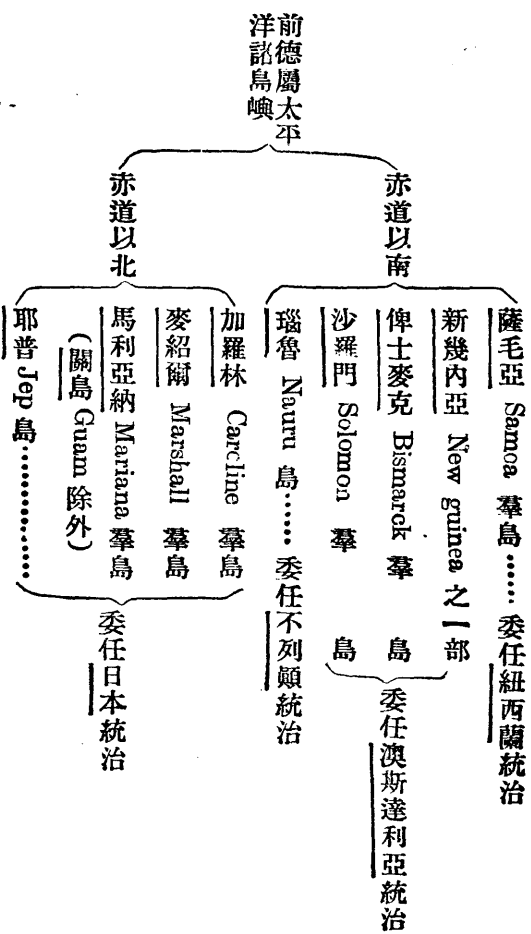 前德屬太平
洋諸島嶼
赤道以南
薩毛亞 Samoa 羣島…… 委任紐西蘭統治
新幾內亞 New guinea 之一部
俾士麥克 Bismarck 羣島
沙羅門 Solomon 羣島
委任澳斯達利亞統治
瑙魯 Nauru 島…… 委任不列顛統治
赤道以北
加羅林 Carcline 羣島
麥紹爾 Marshall 羣島
馬利亞納 Mariana 羣島
(關島 Guam 除外)
耶普 Jep 島……………
委任日本統治